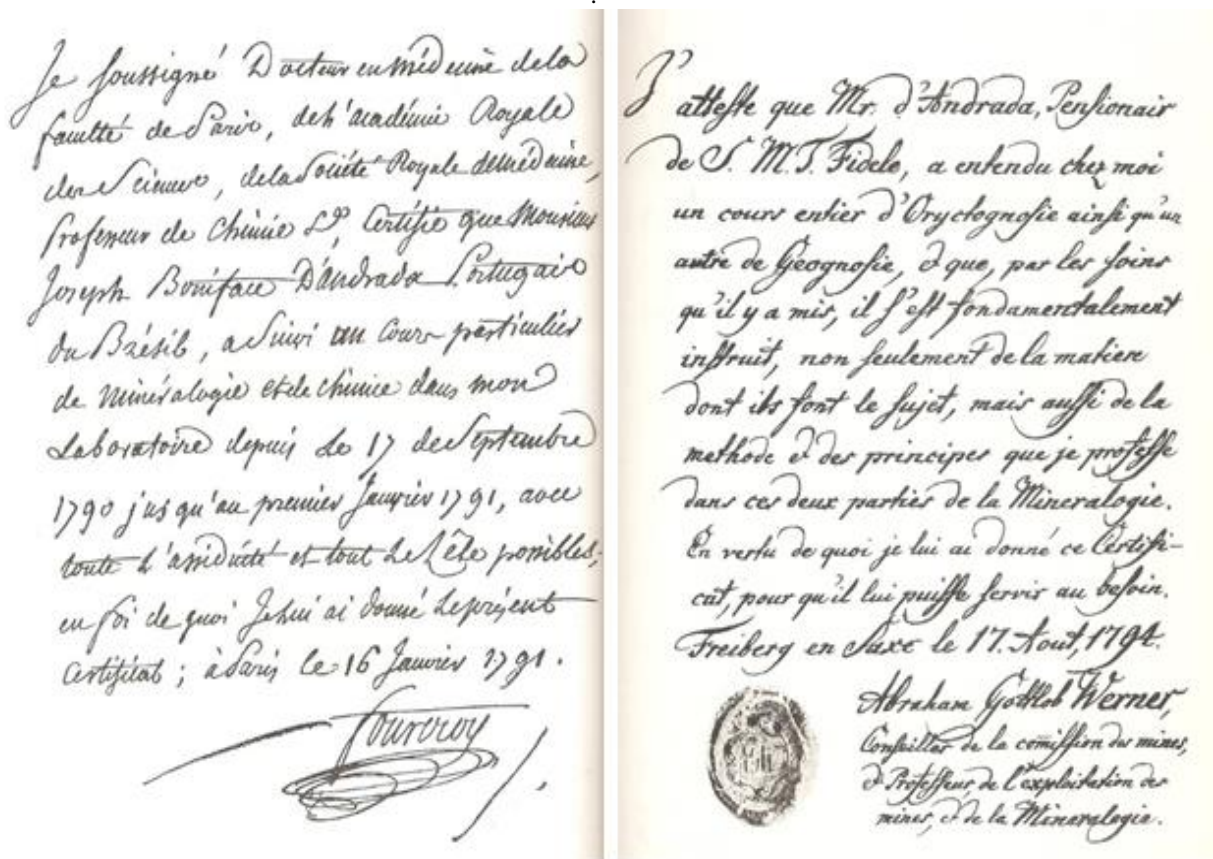 Je soussigné Docteur en médecine de la
faculté de Paris, de l'académie Royale
des Sciences, de la Société Royale de médecine,
professeur de chimie &c, Certifie que Monsieur
Joseph Boniface D'andrada Portugais
du Brésil, a suivi un Cours particulier
de minéralogie et de chimie dans mon
Laboratoire depuis Le 17 de Septembre
1790 jusqu'au premier Janvier 1791, avec
toute L'assiduité et tout Le Zêle possibles,
en foi de quoi Je lui ai donné Le présent
Certificat ; à Paris le 16 Janvier 1791.
Fourcroy
J'atteste que Mr. d'Andrada, Pensionair
de S. M. T. Fidele, a entendu chez moi
un cours entier d'Oryctognosie ainsi qu'un
autre de Géognosie, & que, par les soins
qu'il y a mis, il s'est fondamentalement
instruit, non seulement de la matiere
dont ils font le sujet, mais aussi de la
methode & des principes que je professe
dans ces deux parties de la Mineralogie.
En vertu de quoi je lui ai donné ce Certifi-
cat, pour qu'il lui puisse servir au besoin.
Freiberg en Saxe le 17. Aout, 1794.
Abraham Gottlob Werner,
Conseiller de la comission des mines,
& Professeur, de l'exploitation des
mines, & de la Mineralogie.